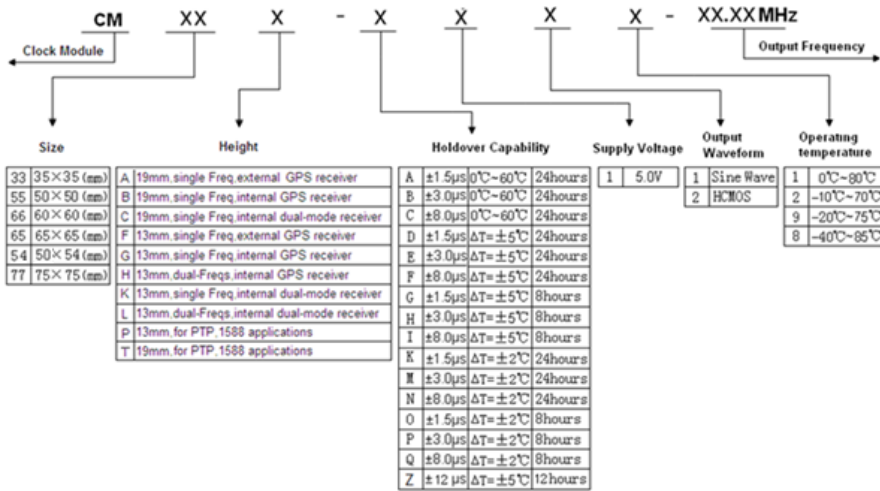 CM XX X - X X X X - XX.XX MHz
Clock Module
Output Frequency
Size
33 35×35(mm)
55 50×50(mm)
66 60×60(mm)
65 65×65(mm)
54 50×54(mm)
77 75×75(mm)
Height
A 19mm,single Freq,external GPS receiver
B 19mm,single Freq,internal GPS receiver
C 19mm,single Freq,internal dual-mode receiver
F 13mm,single Freq,external GPS receiver
G 13mm,single Freq,internal GPS receiver
H 13mm,dual-Freqs,internal GPS receiver
K 13mm,single Freq,internal dual-mode receiver
L 13mm,dual-Freqs,internal dual-mode receiver
P 13mm,for PTP,1588 applications
T 19mm,for PTP,1588 applications
Holdover Capability
A ±1.5μs 0℃~60℃ 24hours
B ±3.0μs 0℃~60℃ 24hours
C ±8.0μs 0℃~60℃ 24hours
D ±1.5μs ΔT=±5℃ 24hours
E ±3.0μs ΔT=±5℃ 24hours
F ±8.0μs ΔT=±5℃ 24hours
G ±1.5μs ΔT=±5℃ 8hours
H ±3.0μs ΔT=±5℃ 8hours
I ±8.0μs ΔT=±5℃ 8hours
K ±1.5μs ΔT=±2℃ 24hours
M ±3.0μs ΔT=±2℃ 24hours
N ±8.0μs ΔT=±2℃ 24hours
O ±1.5μs ΔT=±2℃ 8hours
P ±3.0μs ΔT=±2℃ 8hours
Q ±8.0μs ΔT=±2℃ 8hours
Z ±12 μs ΔT=±5℃ 12hours
Supply Voltage
1 5.0V
Output
Waveform
1 Sine Wave
2 HCMOS
Operating
temperature
1 0℃~80℃
2 -10℃~70℃
9 -20℃~75℃
8 -40℃~85℃